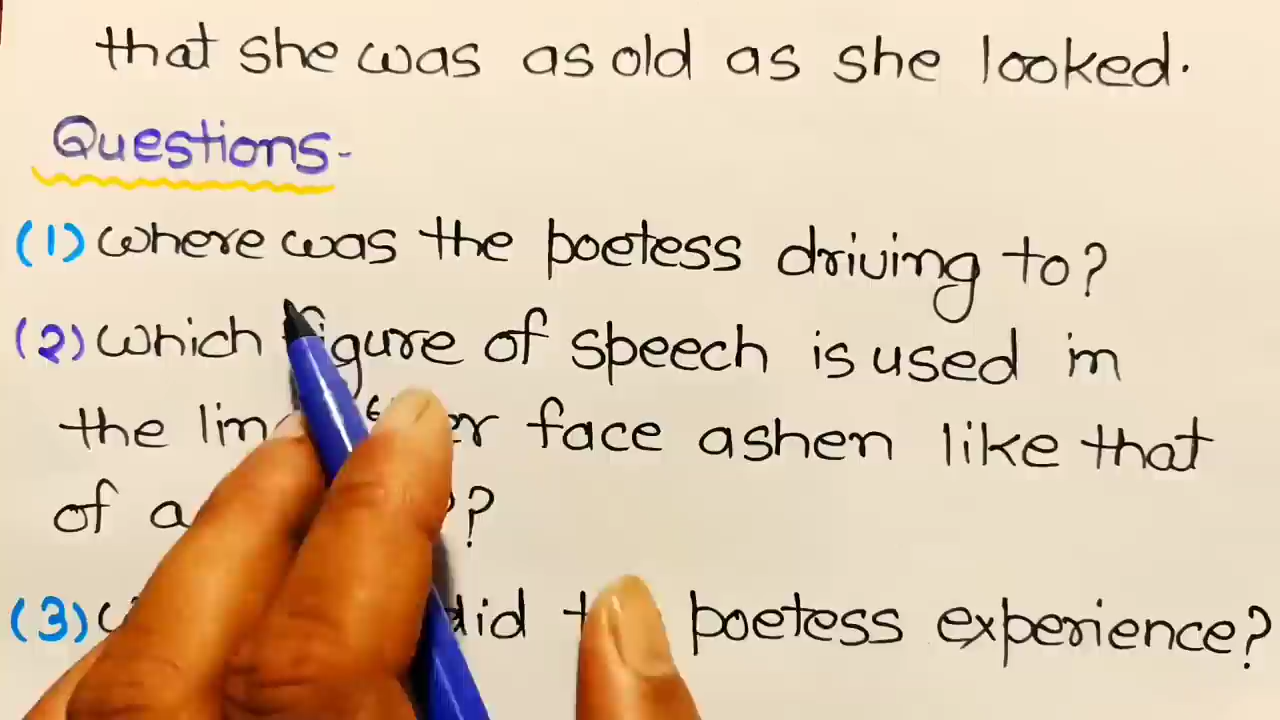 that she was as old as she looked.
Questions-
(1) where was the poetess driving to?
(2) which figure of speech is used in
the face ashen like that
of a ?
(3) did poetess experience?